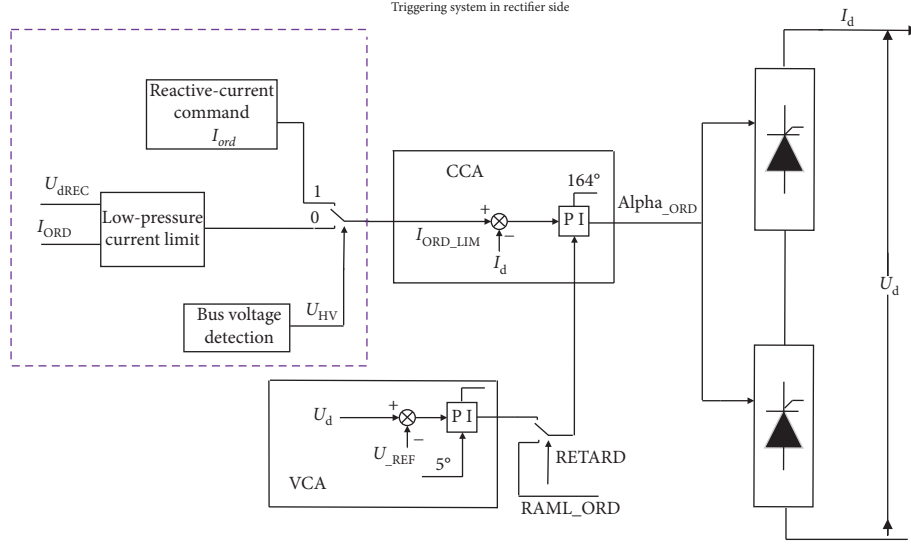 Triggering system in rectifier side
Reactive-current
command
I_ord
U_dREC
I_ORD
Low-pressure
current limit
1
0
Bus voltage
detection
U_HV
CCA
164°
+
−
P I
I_ORD_LIM
I_d
Alpha_ORD
I_d
U_d
U_d
+
−
P I
U_REF
5°
VCA
RETARD
RAML_ORD